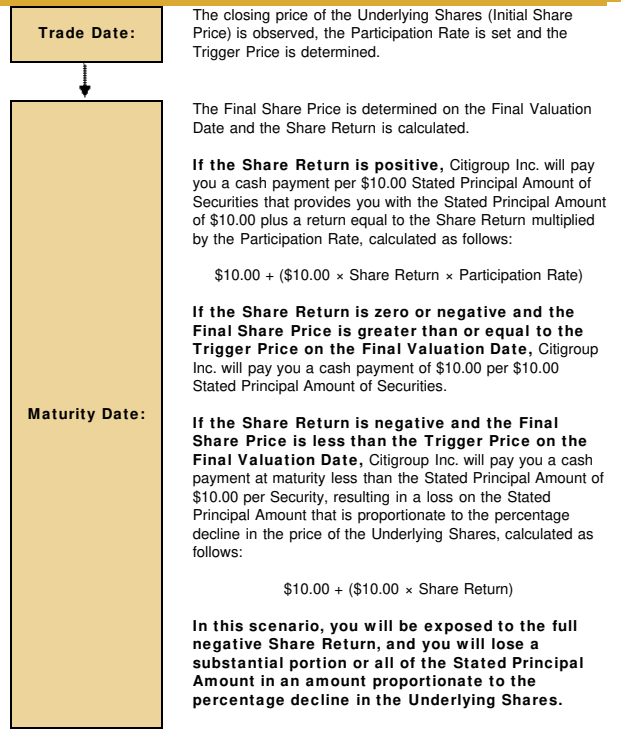 Trade Date:
The closing price of the Underlying Shares (Initial Share
Price) is observed, the Participation Rate is set and the
Trigger Price is determined.
Maturity Date:
The Final Share Price is determined on the Final Valuation
Date and the Share Return is calculated.
If the Share Return is positive, Citigroup Inc. will pay
you a cash payment per $10.00 Stated Principal Amount of
Securities that provides you with the Stated Principal Amount
of $10.00 plus a return equal to the Share Return multiplied
by the Participation Rate, calculated as follows:
$10.00 + ($10.00 × Share Return × Participation Rate)
If the Share Return is zero or negative and the
Final Share Price is greater than or equal to the
Trigger Price on the Final Valuation Date, Citigroup
Inc. will pay you a cash payment of $10.00 per $10.00
Stated Principal Amount of Securities.
If the Share Return is negative and the Final
Share Price is less than the Trigger Price on the
Final Valuation Date, Citigroup Inc. will pay you a cash
payment at maturity less than the Stated Principal Amount of
$10.00 per Security, resulting in a loss on the Stated
Principal Amount that is proportionate to the percentage
decline in the price of the Underlying Shares, calculated as
follows:
$10.00 + ($10.00 × Share Return)
In this scenario, you will be exposed to the full
negative Share Return, and you will lose a
substantial portion or all of the Stated Principal
Amount in an amount proportionate to the
percentage decline in the Underlying Shares.